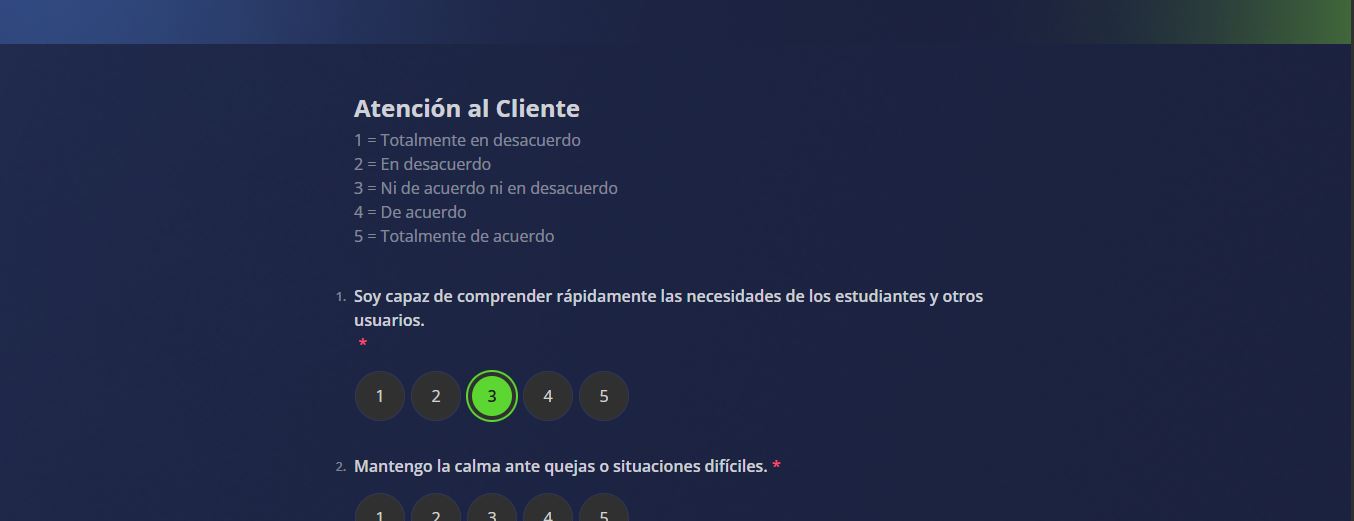 Atención al Cliente
1 = Totalmente en desacuerdo
2 = En desacuerdo
3 = Ni de acuerdo ni en desacuerdo
4 = De acuerdo
5 = Totalmente de acuerdo
1. Soy capaz de comprender rápidamente las necesidades de los estudiantes y otros
usuarios.
*
1 2 3 4 5
2. Mantengo la calma ante quejas o situaciones difíciles. *
1 2 3 4 5